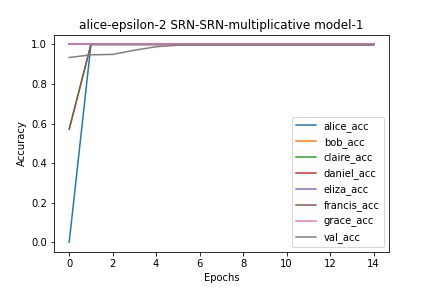 alice-epsilon-2 SRN-SRN-multiplicative model-1
Accuracy
1.0
0.8
0.6
0.4
0.2
0.0
alice_acc
bob_acc
claire_acc
daniel_acc
eliza_acc
francis_acc
grace_acc
val_acc
0 2 4 6 8 10 12 14
Epochs